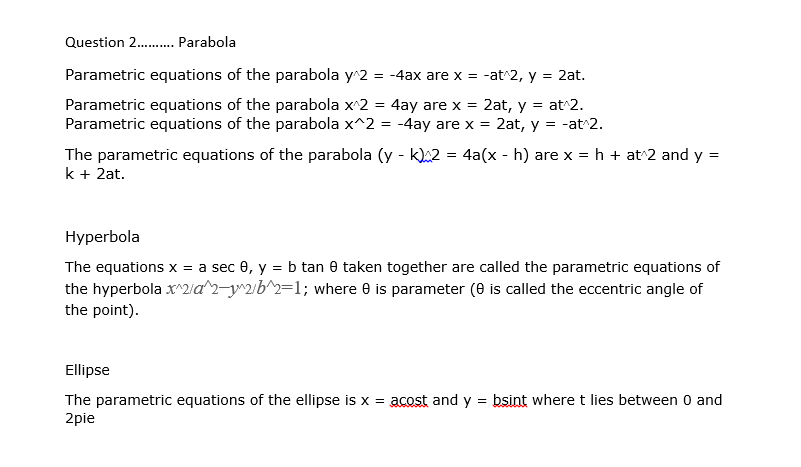 Question 2.......... Parabola
Parametric equations of the parabola y^2 = -4ax are x = -at^2, y = 2at.
Parametric equations of the parabola x^2 = 4ay are x = 2at, y = at^2.
Parametric equations of the parabola x^2 = -4ay are x = 2at, y = -at^2.
The parametric equations of the parabola (y - k)^2 = 4a(x - h) are x = h + at^2 and y =
k + 2at.
Hyperbola
The equations x = a sec θ, y = b tan θ taken together are called the parametric equations of
the hyperbola x^2/a^2−y^2/b^2=1; where θ is parameter (θ is called the eccentric angle of
the point).
Ellipse
The parametric equations of the ellipse is x = acost and y = bsint where t lies between 0 and
2pie